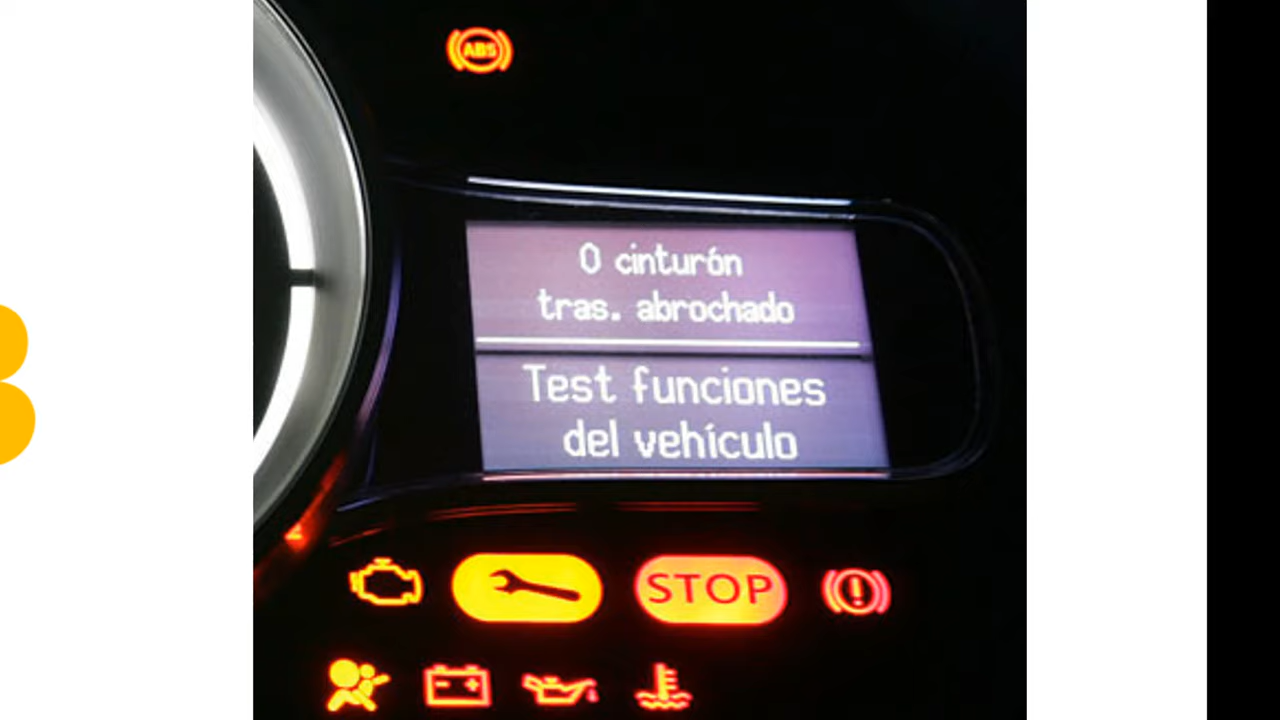 ABS
0 cinturón
tras. abrochado
Test funciones
del vehículo
STOP